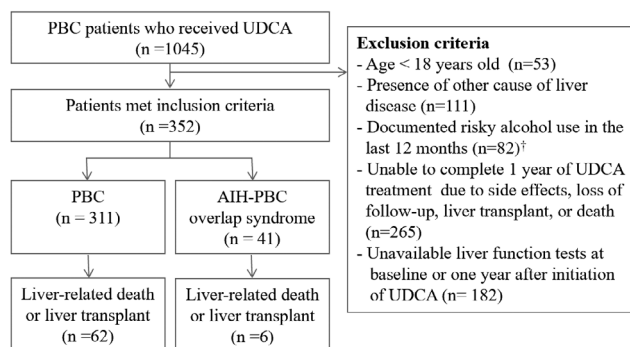 PBC patients who received UDCA
(n =1045)
Exclusion criteria
- Age < 18 years old  (n=53)
- Presence of other cause of liver
disease (n=111)
- Documented risky alcohol use in the
last 12 months (n=82)†
- Unable to complete 1 year of UDCA
treatment due to side effects, loss of
follow-up, liver transplant, or death
(n=265)
- Unavailable liver function tests at
baseline or one year after initiation
of UDCA (n= 182)
Patients met inclusion criteria
(n =352)
PBC
(n = 311)
AIH-PBC
overlap syndrome
(n = 41)
Liver-related death
or liver transplant
(n =62)
Liver-related death
or liver transplant
(n =6)